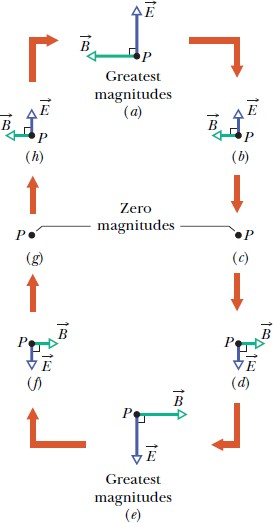 E
B
P
Greatest
magnitudes
(a)
B E
P
(h)
B E
P
(b)
Zero
magnitudes
P
(g)
P
(c)
P B
E
(f)
P B
E
(d)
P B
E
Greatest
magnitudes
(e)